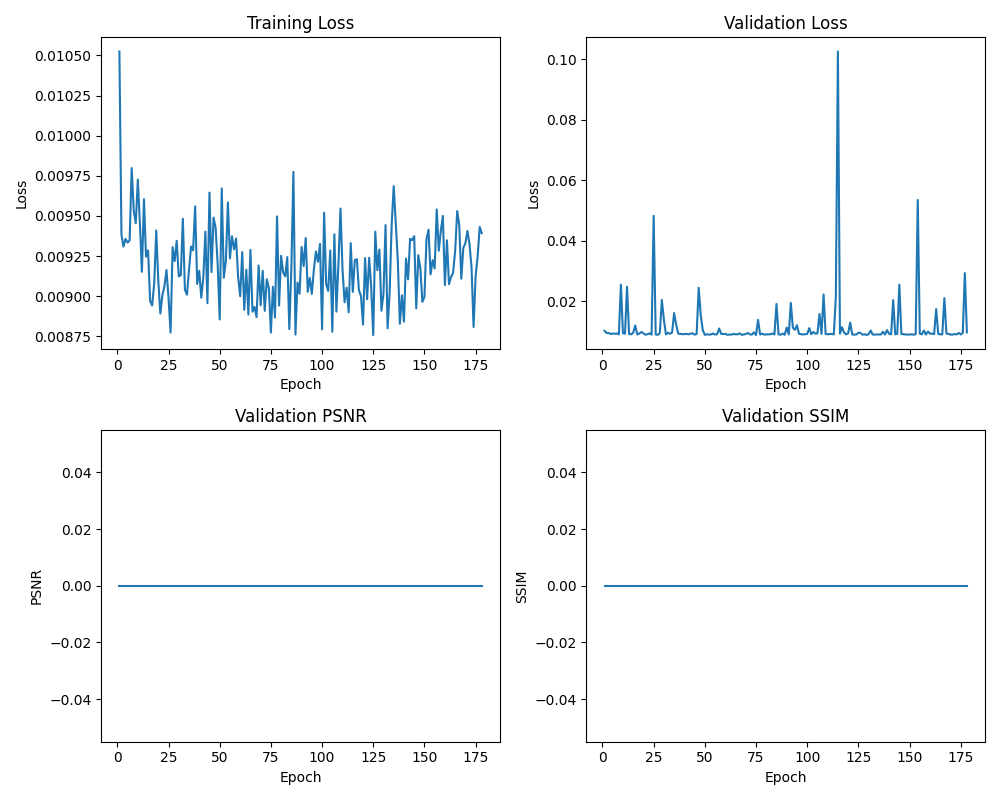 Training Loss
Validation Loss
0.01050
0.01025
0.01000
0.00975
0.00950
0.00925
0.00900
0.00875
Loss
0 25 50 75 100 125 150 175
Epoch
0.10
0.08
0.06
0.04
0.02
Loss
0 25 50 75 100 125 150 175
Epoch
Validation PSNR
Validation SSIM
0.04
0.02
0.00
−0.02
−0.04
PSNR
0 25 50 75 100 125 150 175
Epoch
0.04
0.02
0.00
−0.02
−0.04
SSIM
0 25 50 75 100 125 150 175
Epoch